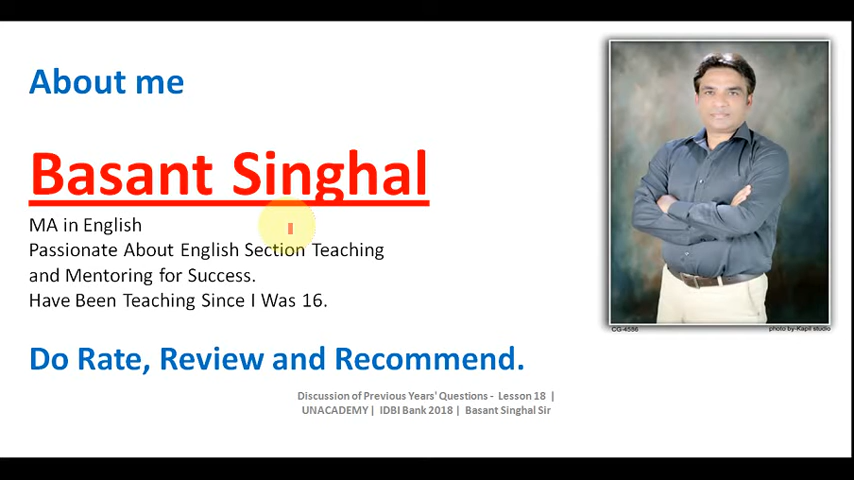 About me
Basant Singhal
MA in English
Passionate About English Section Teaching
and Mentoring for Success.
Have Been Teaching Since I Was 16.
Do Rate, Review and Recommend.
Discussion of Previous Years' Questions - Lesson 18 |
UNACADEMY | IDBI Bank 2018 | Basant Singhal Sir
CG-4586
photo by-Kapil studio